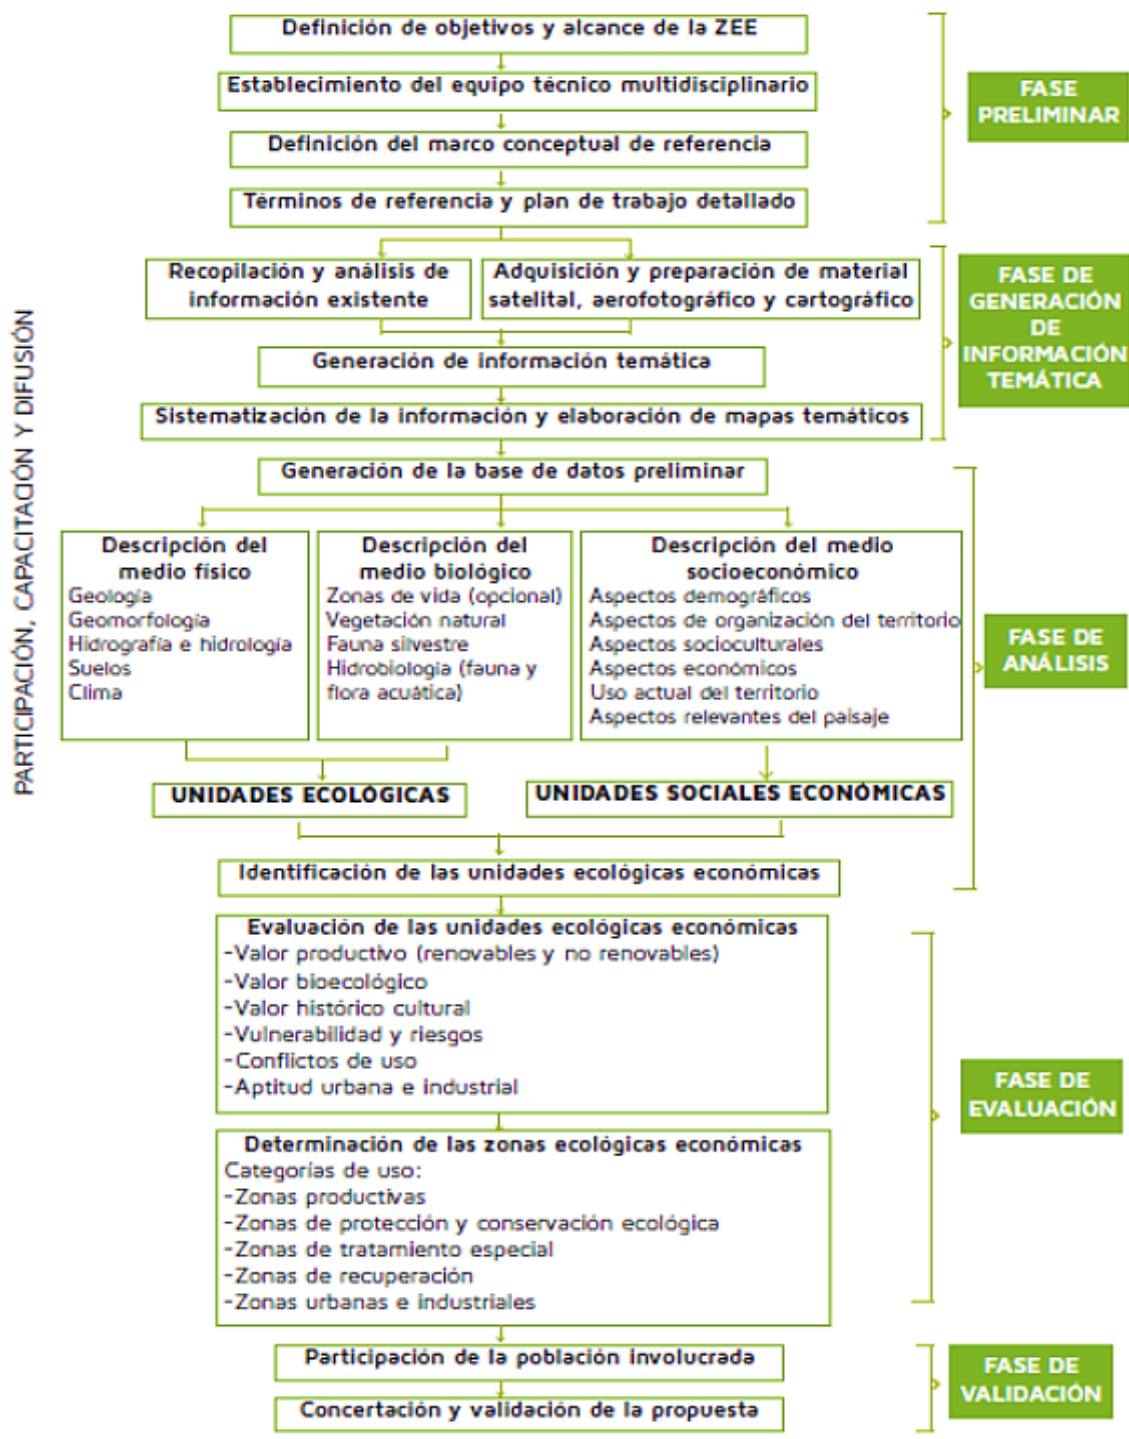 Definición de objetivos y alcance de la ZEE
Establecimiento del equipo técnico multidisciplinario
Definición del marco conceptual de referencia
Términos de referencia y plan de trabajo detallado
FASE
PRELIMINAR
Recopilación y análisis de
información existente
Adquisición y preparación de material
satelital, aerofotográfico y cartográfico
Generación de información temática
Sistematización de la información y elaboración de mapas temáticos
FASE DE
GENERACIÓN
DE
INFORMACIÓN
TEMÁTICA
PARTICIPACIÓN, CAPACITACIÓN Y DIFUSIÓN
Generación de la base de datos preliminar
Descripción del
medio físico
Geología
Geomorfología
Hidrografía e hidrología
Suelos
Clima
Descripción del
medio biológico
Zonas de vida (opcional)
Vegetación natural
Fauna silvestre
Hidrobiología (fauna y
flora acuática)
Descripción del medio
socioeconómico
Aspectos demográficos
Aspectos de organización del territorio
Aspectos socioculturales
Aspectos económicos
Uso actual del territorio
Aspectos relevantes del paisaje
UNIDADES ECOLÓGICAS
UNIDADES SOCIALES ECONÓMICAS
Identificación de las unidades ecológicas económicas
FASE DE
ANÁLISIS
Evaluación de las unidades ecológicas económicas
-Valor productivo (renovables y no renovables)
-Valor bioecológico
-Valor histórico cultural
-Vulnerabilidad y riesgos
-Conflictos de uso
-Aptitud urbana e industrial
Determinación de las zonas ecológicas económicas
Categorías de uso:
-Zonas productivas
-Zonas de protección y conservación ecológica
-Zonas de tratamiento especial
-Zonas de recuperación
-Zonas urbanas e industriales
FASE DE
EVALUACIÓN
Participación de la población involucrada
Concertación y validación de la propuesta
FASE DE
VALIDACIÓN